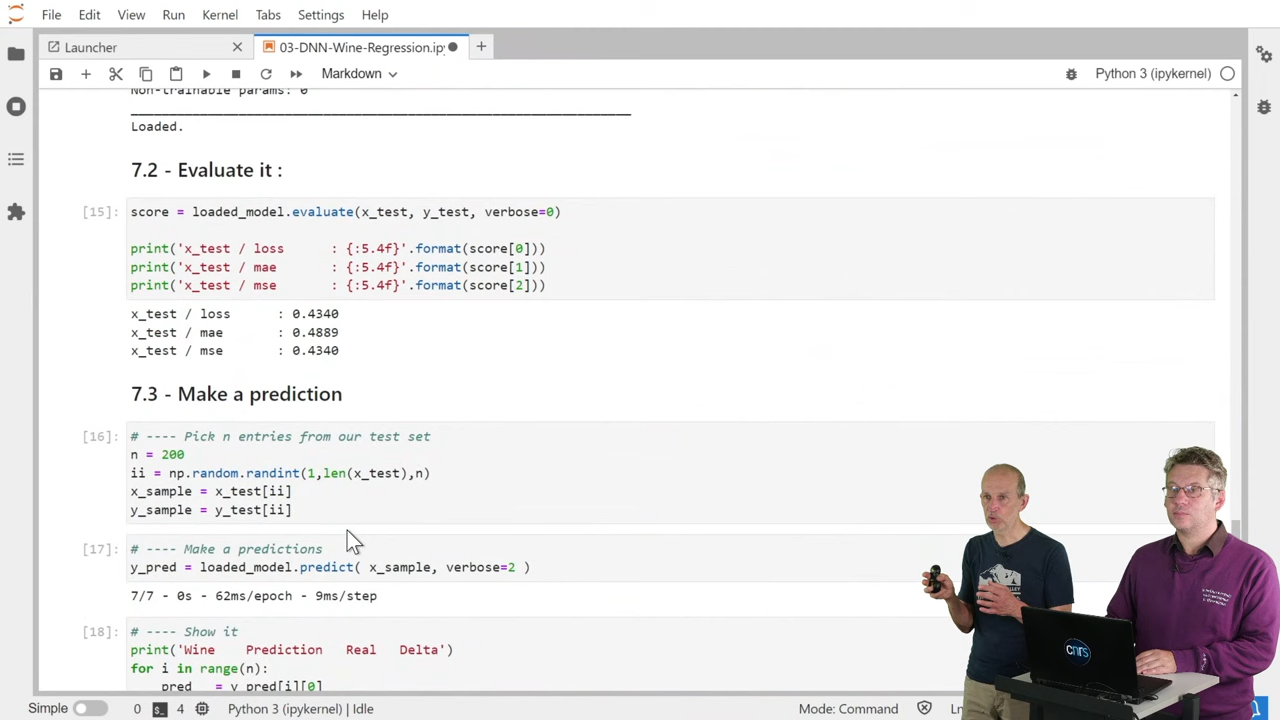 File Edit View Run Kernel Tabs Settings Help
Launcher
03-DNN-Wine-Regression.ipy
Markdown
Python 3 (ipykernel)
Non-trainable params: 0
Loaded.
7.2 - Evaluate it :
[15]: score = loaded_model.evaluate(x_test, y_test, verbose=0)
print('x_test / loss : {:5.4f}'.format(score[0]))
print('x_test / mae : {:5.4f}'.format(score[1]))
print('x_test / mse : {:5.4f}'.format(score[2]))
x_test / loss : 0.4340
x_test / mae : 0.4889
x_test / mse : 0.4340
7.3 - Make a prediction
[16]: # ---- Pick n entries from our test set
n = 200
ii = np.random.randint(1,len(x_test),n)
x_sample = x_test[ii]
y_sample = y_test[ii]
[17]: # ---- Make a predictions
y_pred = loaded_model.predict( x_sample, verbose=2 )
7/7 - 0s - 62ms/epoch - 9ms/step
[18]: # ---- Show it
print('Wine Prediction Real Delta')
for i in range(n):
pred = y_pred[i][0]
cnrs
Simple 0 4 Python 3 (ipykernel) | Idle
Mode: Command